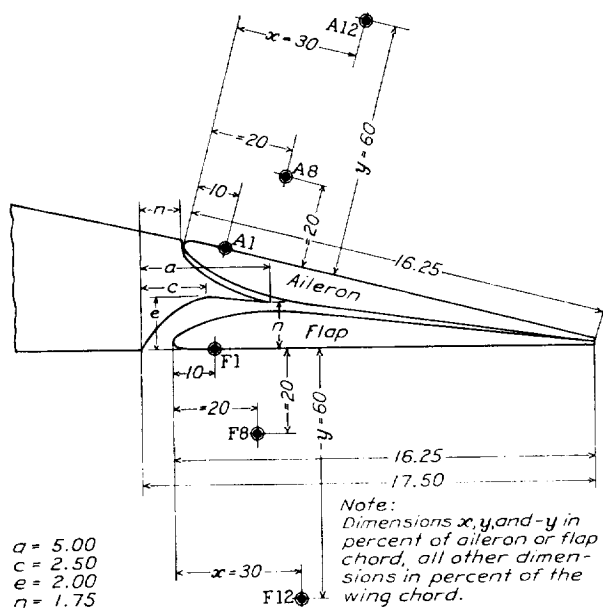 A12
x=30
=20
A8
y=60
10
=20
n
A1
a
16.25
c
Aileron
e
n
Flap
F1
10
=20
=20
y=60
F8
16.25
17.50
a = 5.00
c = 2.50
e = 2.00
n = 1.75
x=30
F12
Note:
Dimensions x, y, and -y in
percent of aileron or flap
chord, all other dimen-
sions in percent of the
wing chord.